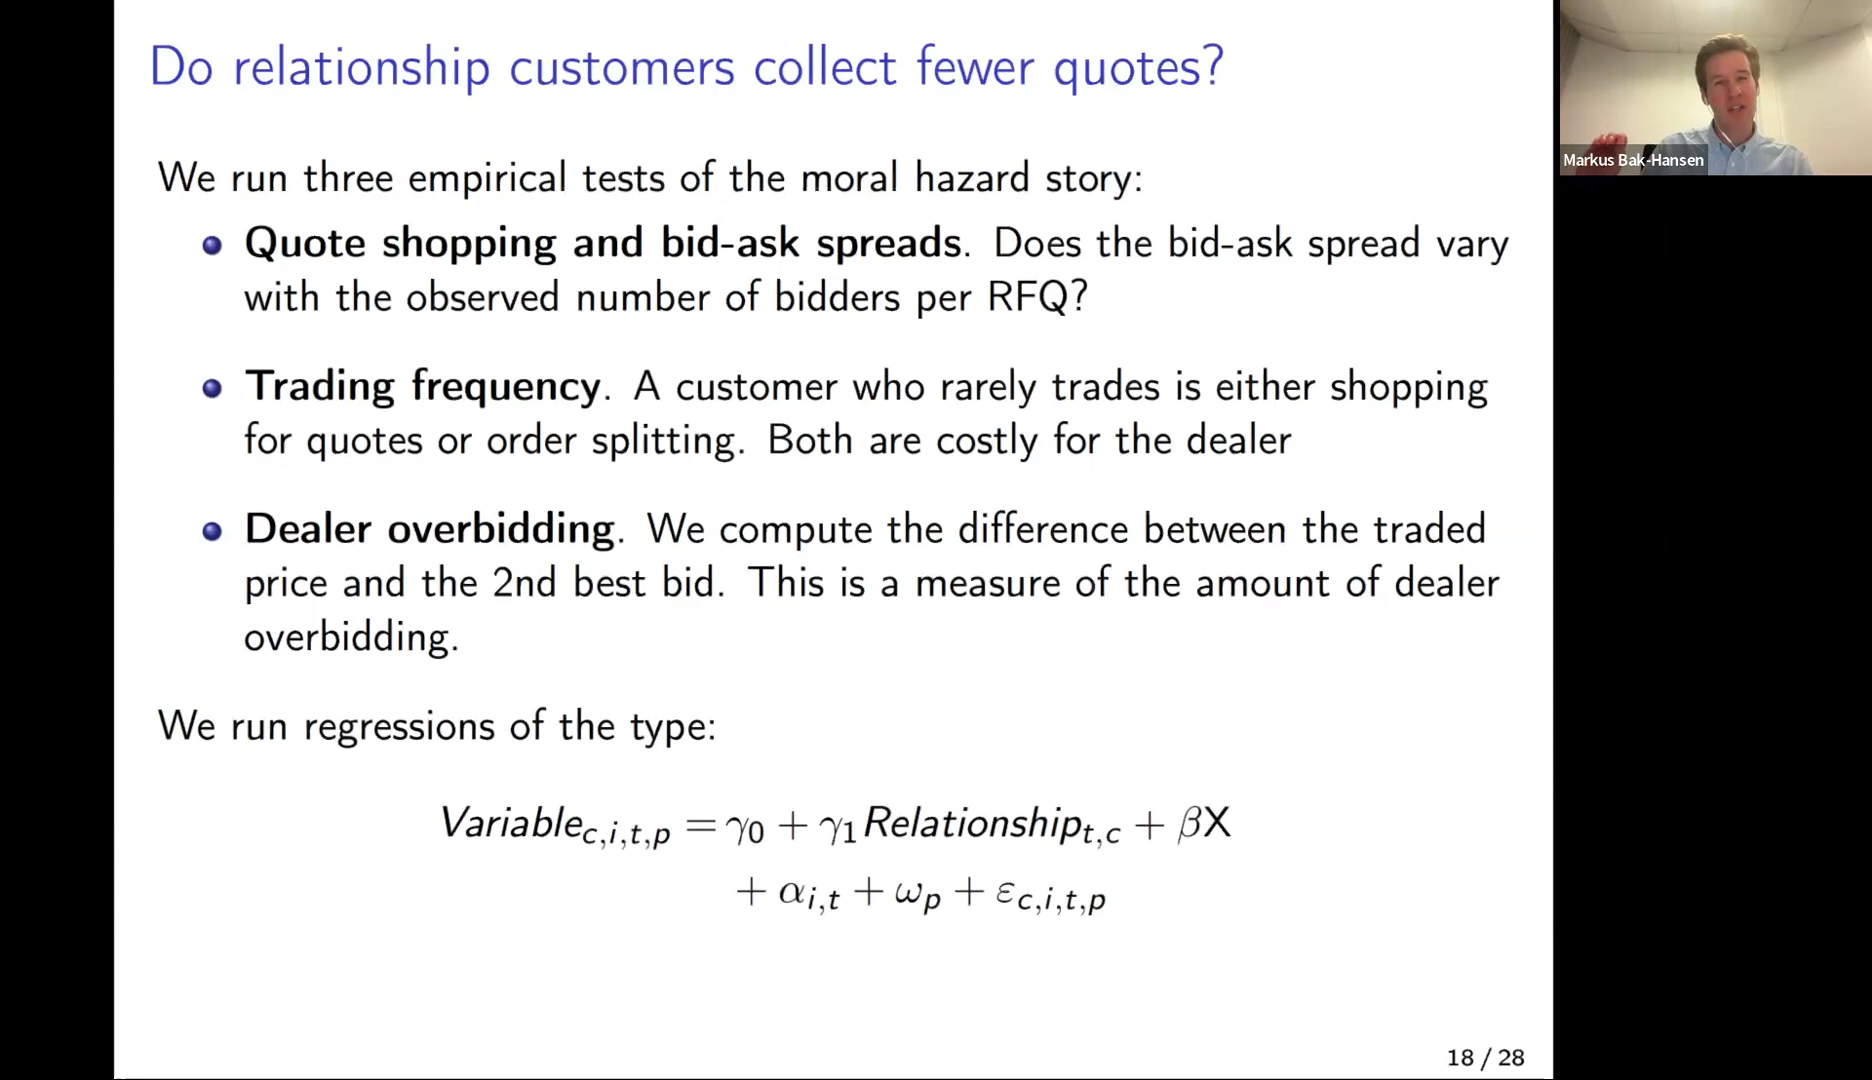 Do relationship customers collect fewer quotes?
Markus Bak-Hansen
We run three empirical tests of the moral hazard story:
Quote shopping and bid-ask spreads. Does the bid-ask spread vary
with the observed number of bidders per RFQ?
Trading frequency. A customer who rarely trades is either shopping
for quotes or order splitting. Both are costly for the dealer
Dealer overbidding. We compute the difference between the traded
price and the 2nd best bid. This is a measure of the amount of dealer
overbidding.
We run regressions of the type:
Variable_{c,i,t,p} = γ_0 + γ_1 Relationship_{t,c} + βX
+ α_{i,t} + ω_p + ε_{c,i,t,p}
18 / 28